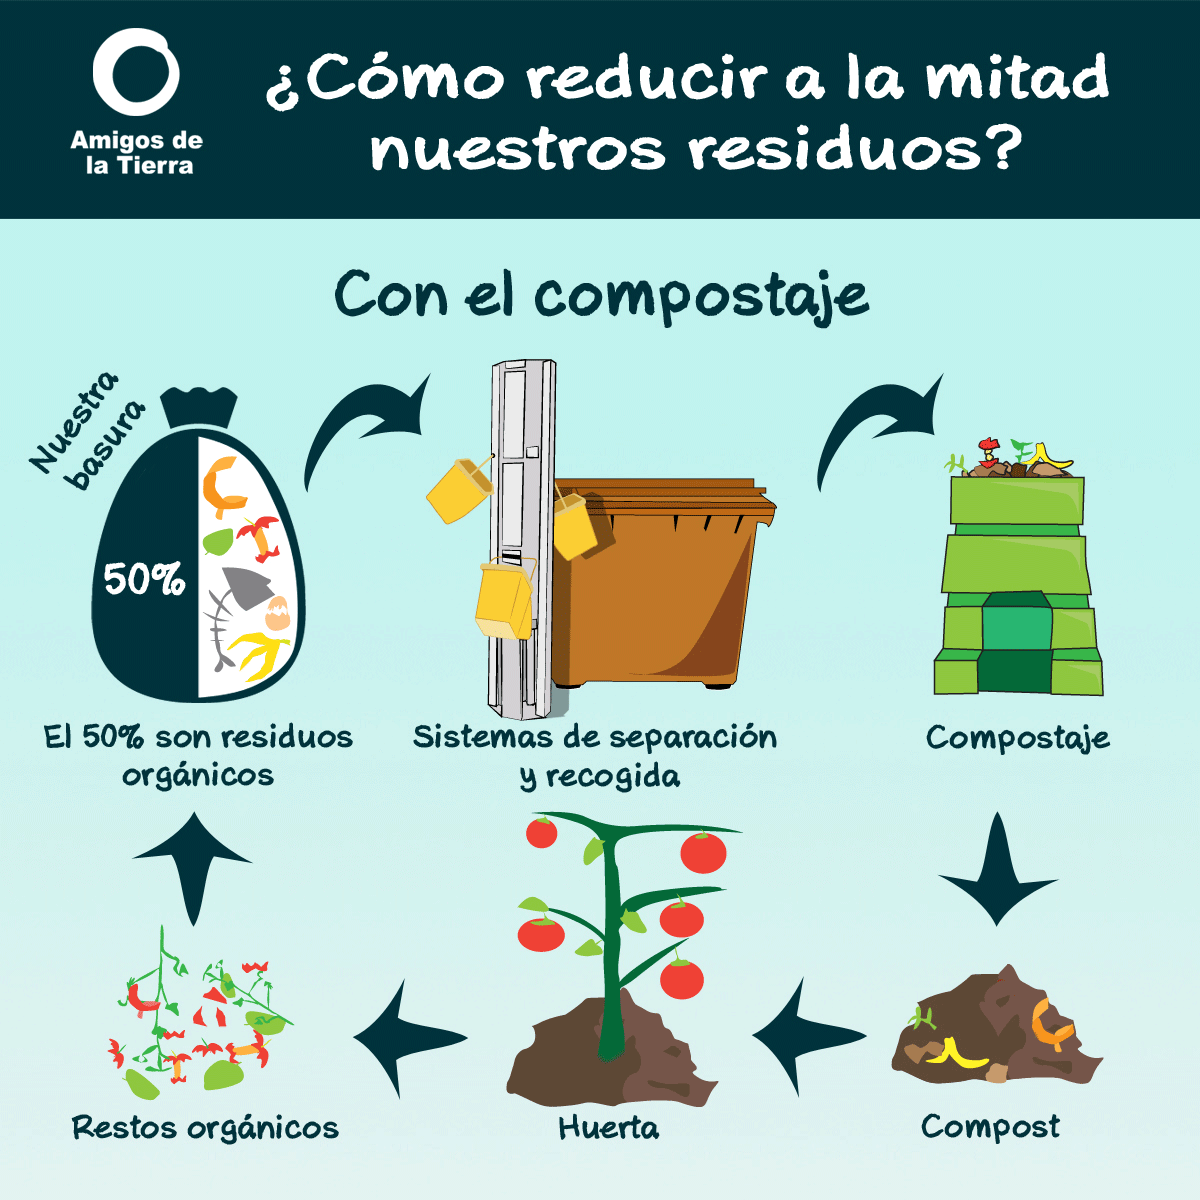 Amigos de
la Tierra
¿Cómo reducir a la mitad
nuestros residuos?
Con el compostaje
Nuestra
basura
50%
El 50% son residuos
orgánicos
Sistemas de separación
y recogida
Compostaje
Restos orgánicos
Huerta
Compost